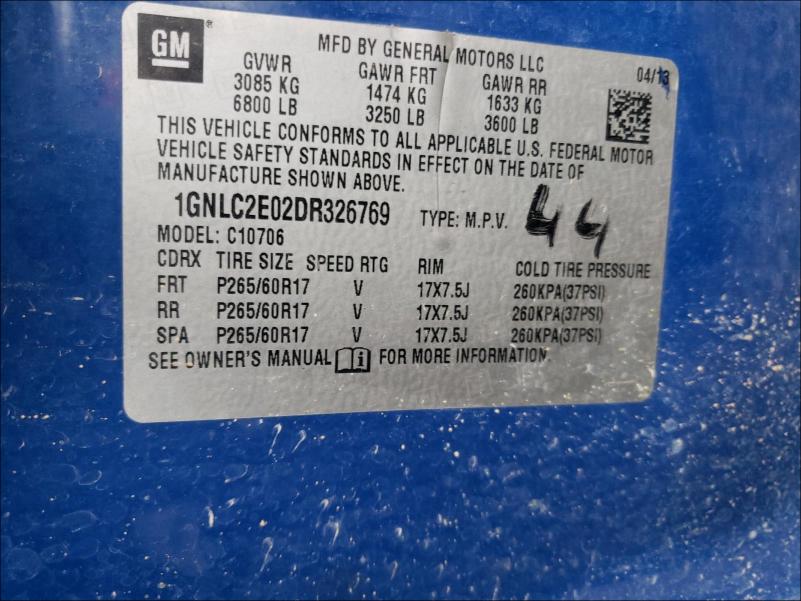 GM®
MFD BY GENERAL MOTORS LLC
04/13
GVWR GAWR FRT GAWR RR
3085 KG 1474 KG 1633 KG
6800 LB 3250 LB 3600 LB
THIS VEHICLE CONFORMS TO ALL APPLICABLE U.S. FEDERAL MOTOR
VEHICLE SAFETY STANDARDS IN EFFECT ON THE DATE OF
MANUFACTURE SHOWN ABOVE.
1GNLC2E02DR326769 TYPE: M.P.V. 44
MODEL: C10706
CDRX TIRE SIZE SPEED RTG RIM COLD TIRE PRESSURE
FRT P265/60R17 V 17X7.5J 260KPA(37PSI)
RR P265/60R17 V 17X7.5J 260KPA(37PSI)
SPA P265/60R17 V 17X7.5J 260KPA(37PSI)
SEE OWNER'S MANUAL i FOR MORE INFORMATION.